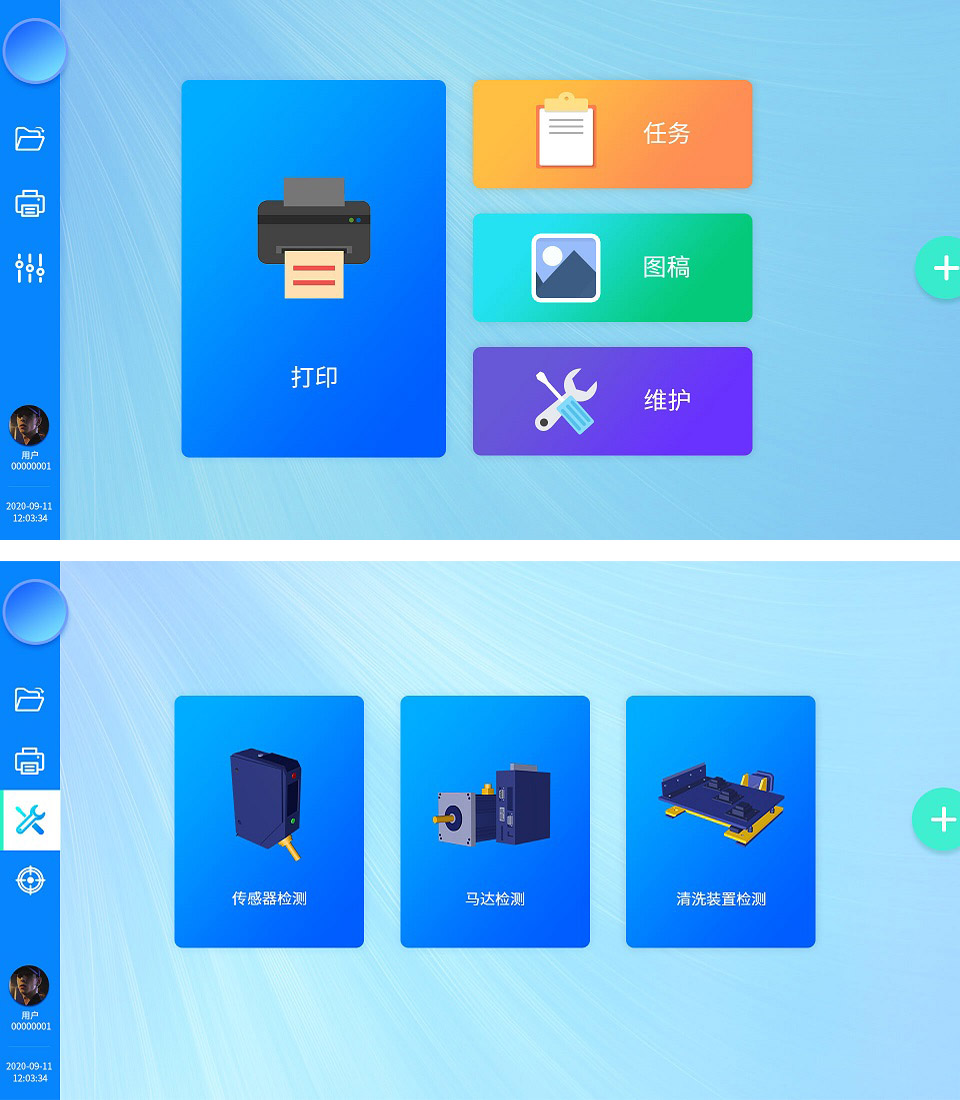 任务
图稿
打印
维护
用户
00000001
2020-09-11
12:03:34
传感器检测
马达检测
清洗装置检测
用户
00000001
2020-09-11
12:03:34